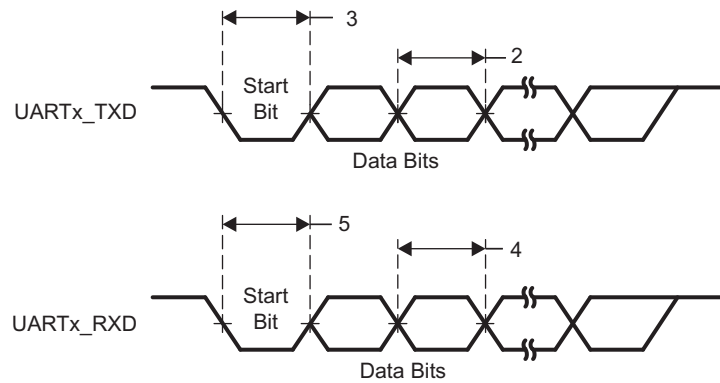 3
2
Start
Bit
UARTx_TXD
Data Bits
5
4
Start
Bit
UARTx_RXD
Data Bits